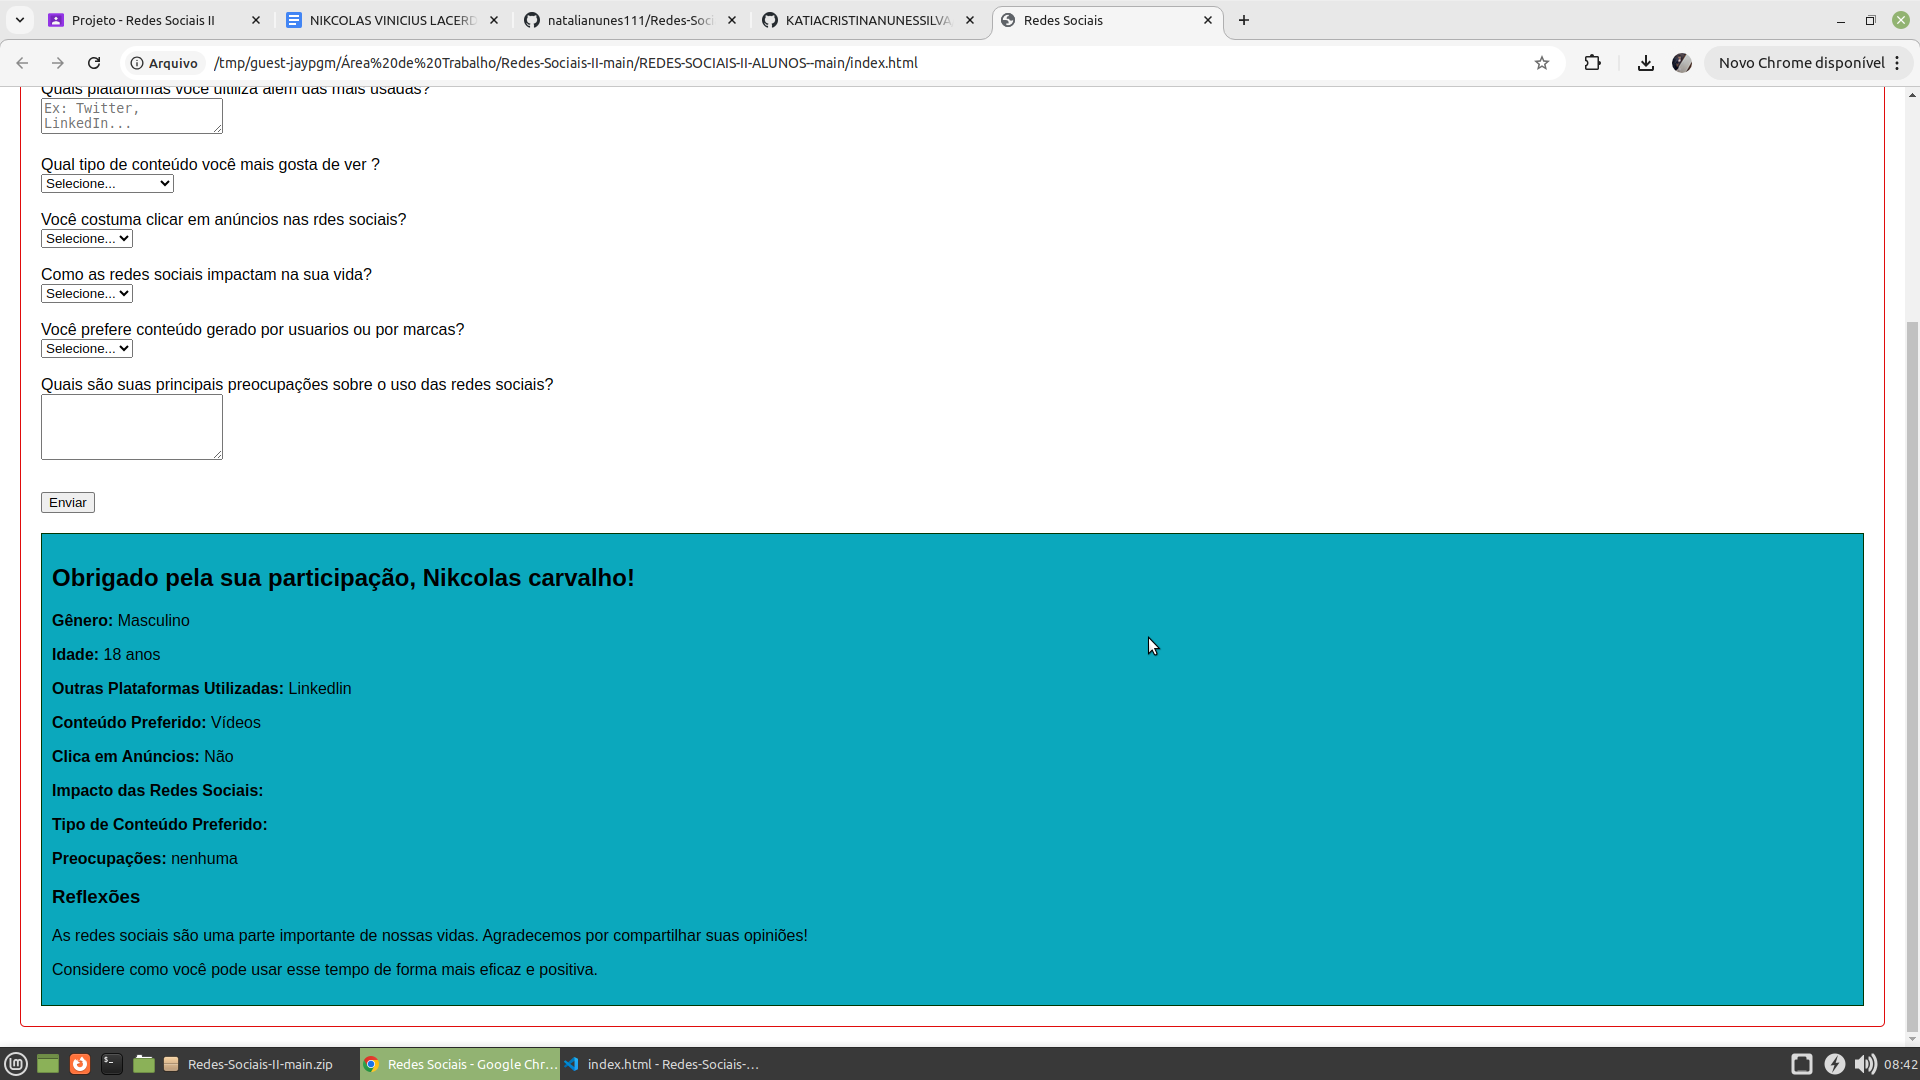 Projeto - Redes Sociais II
NIKCOLAS VINICIUS LACERD
natalianunes111/Redes-Soci
KATIACRISTINANUNESSILVA
Redes Sociais
Arquivo
/tmp/guest-jaypgm/Área%20de%20Trabalho/Redes-Sociais-II-main/REDES-SOCIAIS-II-ALUNOS--main/index.html
Novo Chrome disponível
Quais plataformas você uiltiliza além das mais usadas?
Ex: Twitter,
LinkedIn...
Qual tipo de conteúdo você mais gosta de ver ?
Selecione...
Você costuma clicar em anúncios nas rdes sociais?
Selecione...
Como as redes sociais impactam na sua vida?
Selecione...
Você prefere conteúdo gerado por usuarios ou por marcas?
Selecione...
Quais são suas principais preocupações sobre o uso das redes sociais?
Enviar
Obrigado pela sua participação, Nikcolas carvalho!
Gênero: Masculino
Idade: 18 anos
Outras Plataformas Utilizadas: Linkedlin
Conteúdo Preferido: Vídeos
Clica em Anúncios: Não
Impacto das Redes Sociais:
Tipo de Conteúdo Preferido:
Preocupações: nenhuma
Reflexões
As redes sociais são uma parte importante de nossas vidas. Agradecemos por compartilhar suas opiniões!
Considere como você pode usar esse tempo de forma mais eficaz e positiva.
Redes-Sociais-II-main.zip
Redes Sociais - Google Chr...
index.html - Redes-Sociais-...
08:42